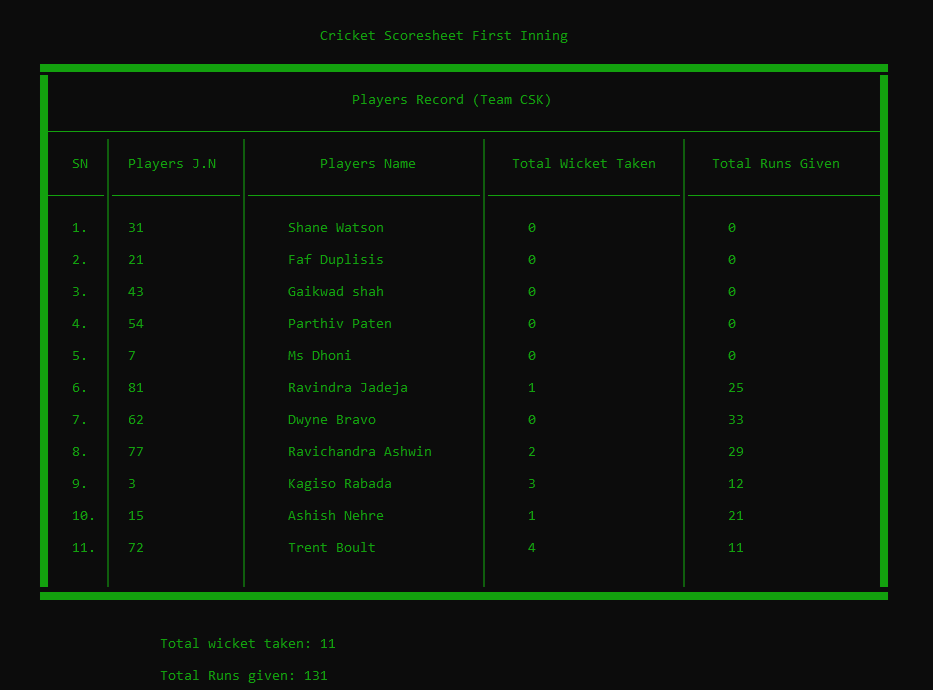 Cricket Scoresheet First Inning
Players Record (Team CSK)
SN Players J.N Players Name Total Wicket Taken Total Runs Given
1. 31 Shane Watson 0 0
2. 21 Faf Duplisis 0 0
3. 43 Gaikwad shah 0 0
4. 54 Parthiv Paten 0 0
5. 7 Ms Dhoni 0 0
6. 81 Ravindra Jadeja 1 25
7. 62 Dwyne Bravo 0 33
8. 77 Ravichandra Ashwin 2 29
9. 3 Kagiso Rabada 3 12
10. 15 Ashish Nehre 1 21
11. 72 Trent Boult 4 11
Total wicket taken: 11
Total Runs given: 131